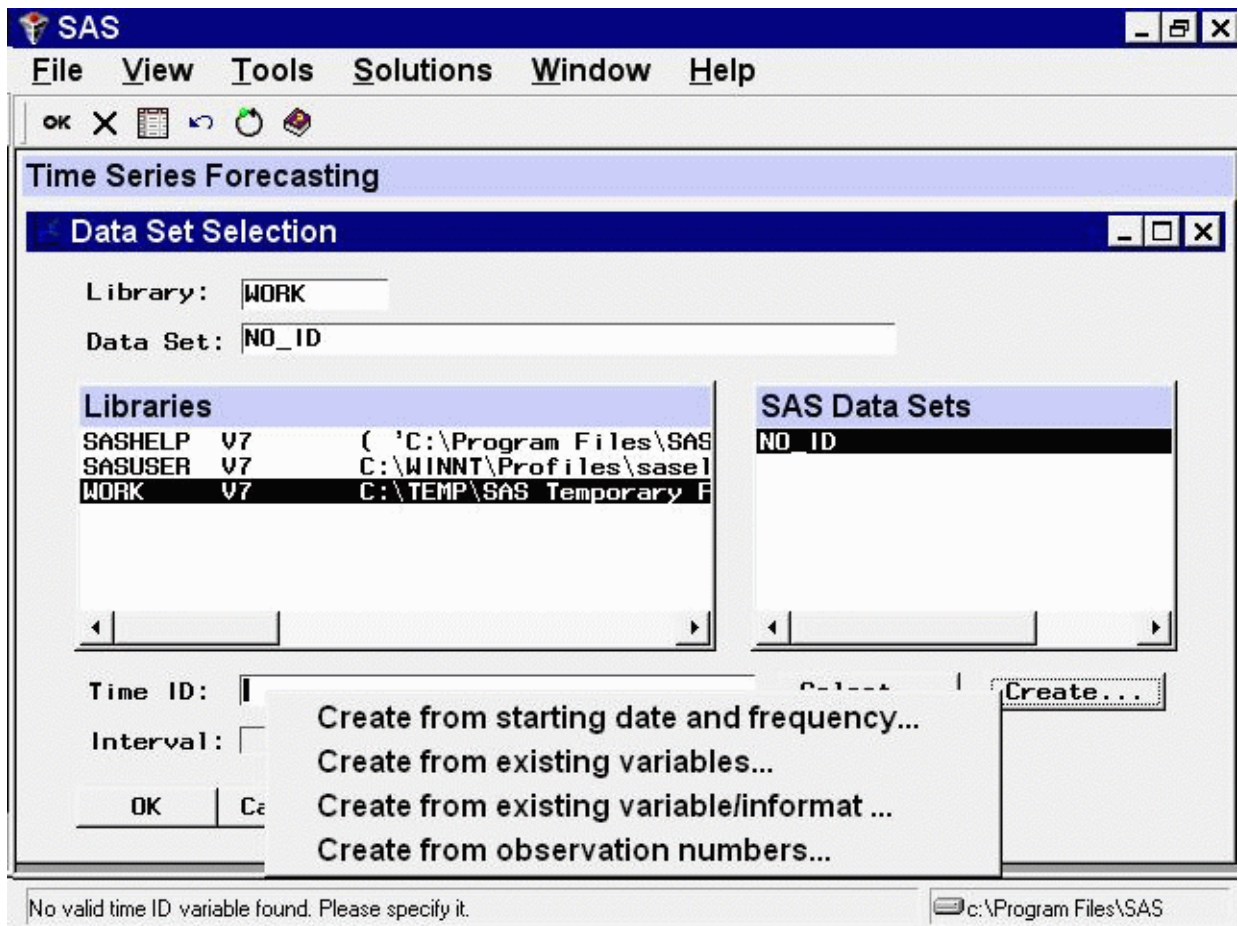 SAS
File View Tools Solutions Window Help
OK
Time Series Forecasting
Data Set Selection
Library: WORK
Data Set: NO_ID
Libraries
SASHELP V7 ( 'C:\Program Files\SAS
SASUSER V7 C:\WINNT\Profiles\sasel
WORK V7 C:\TEMP\SAS Temporary F
SAS Data Sets
NO_ID
Time ID:
Create...
Interval:
Create from starting date and frequency...
Create from existing variables...
Create from existing variable/informat ...
Create from observation numbers...
OK
No valid time ID variable found. Please specify it.
c:\Program Files\SAS